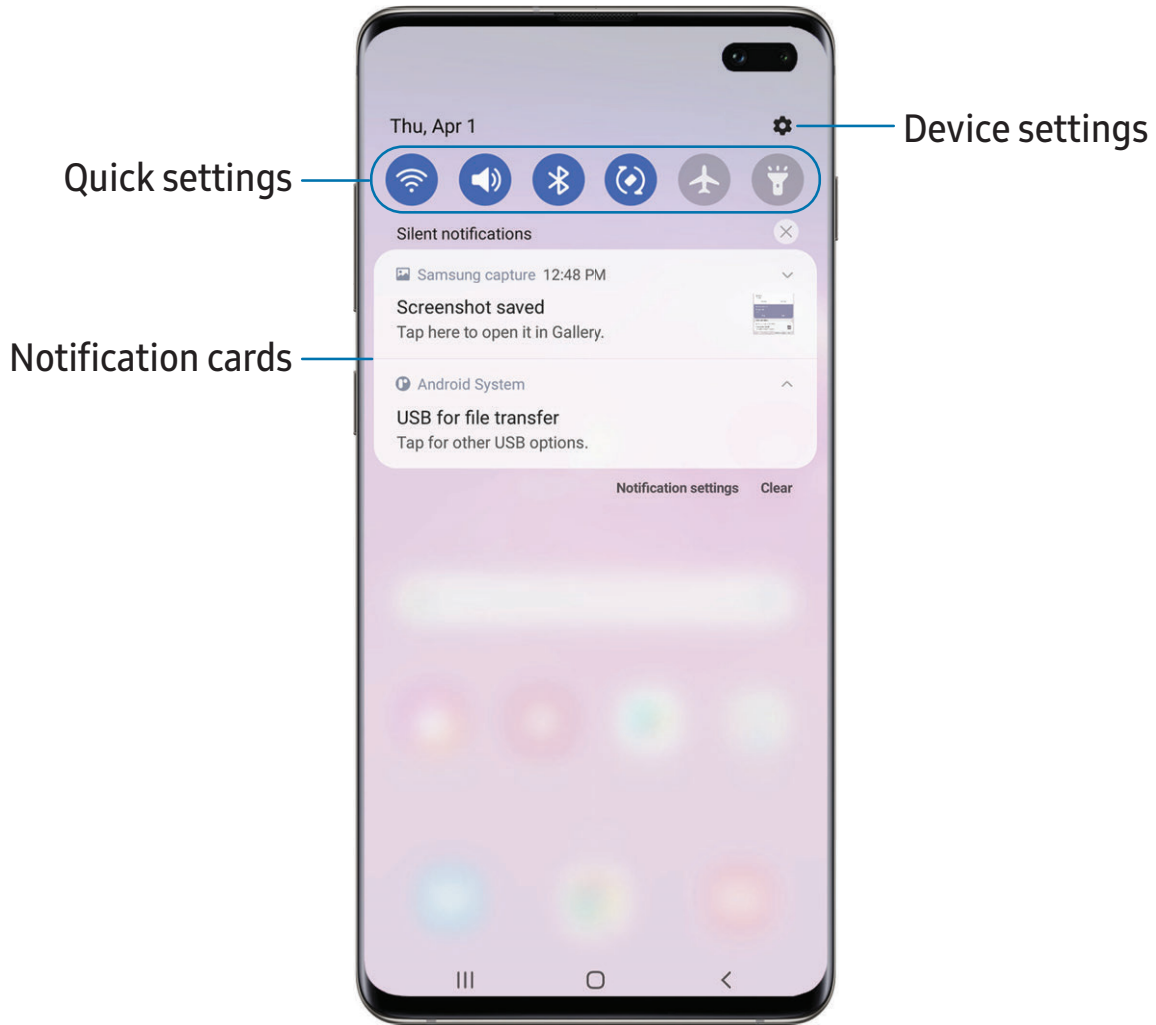 Thu, Apr 1
Device settings
Quick settings
Silent notifications
Samsung capture 12:48 PM
Screenshot saved
Tap here to open it in Gallery.
Notification cards
Android System
USB for file transfer
Tap for other USB options.
Notification settings Clear